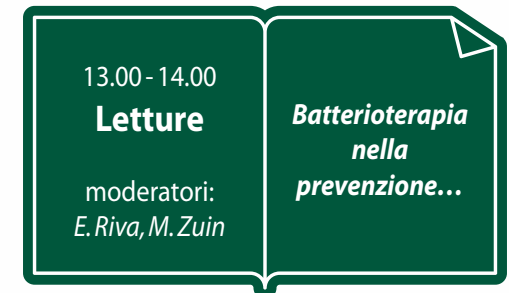 13.00 - 14.00
Letture
moderatori:
E. Riva, M. Zuin
Batterioterapia
nella
prevenzione…